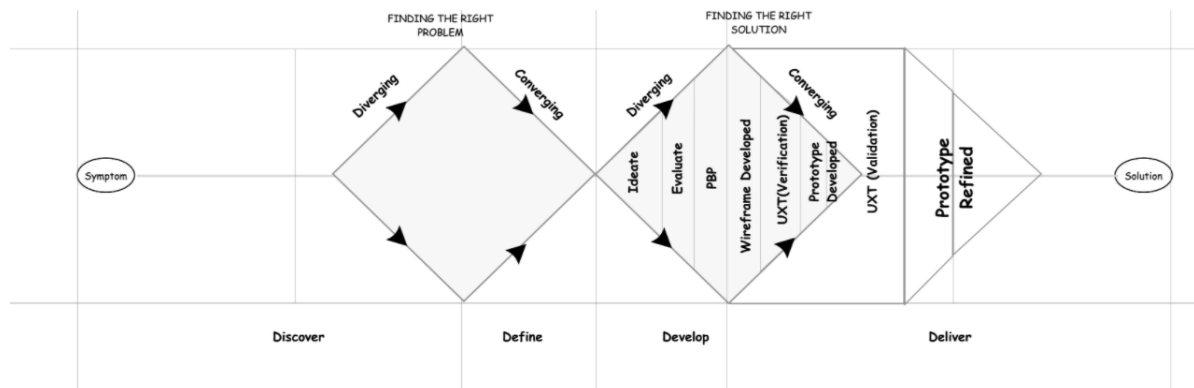 FINDING THE RIGHT
PROBLEM
FINDING THE RIGHT
SOLUTION
Diverging
Converging
Diverging
Converging
Symptom
Ideate
Evaluate
PBP
Wireframe Developed
UXT(Verification)
Prototype
Developed
UXT (Validation)
Prototype
Refined
Solution
Discover
Define
Develop
Deliver